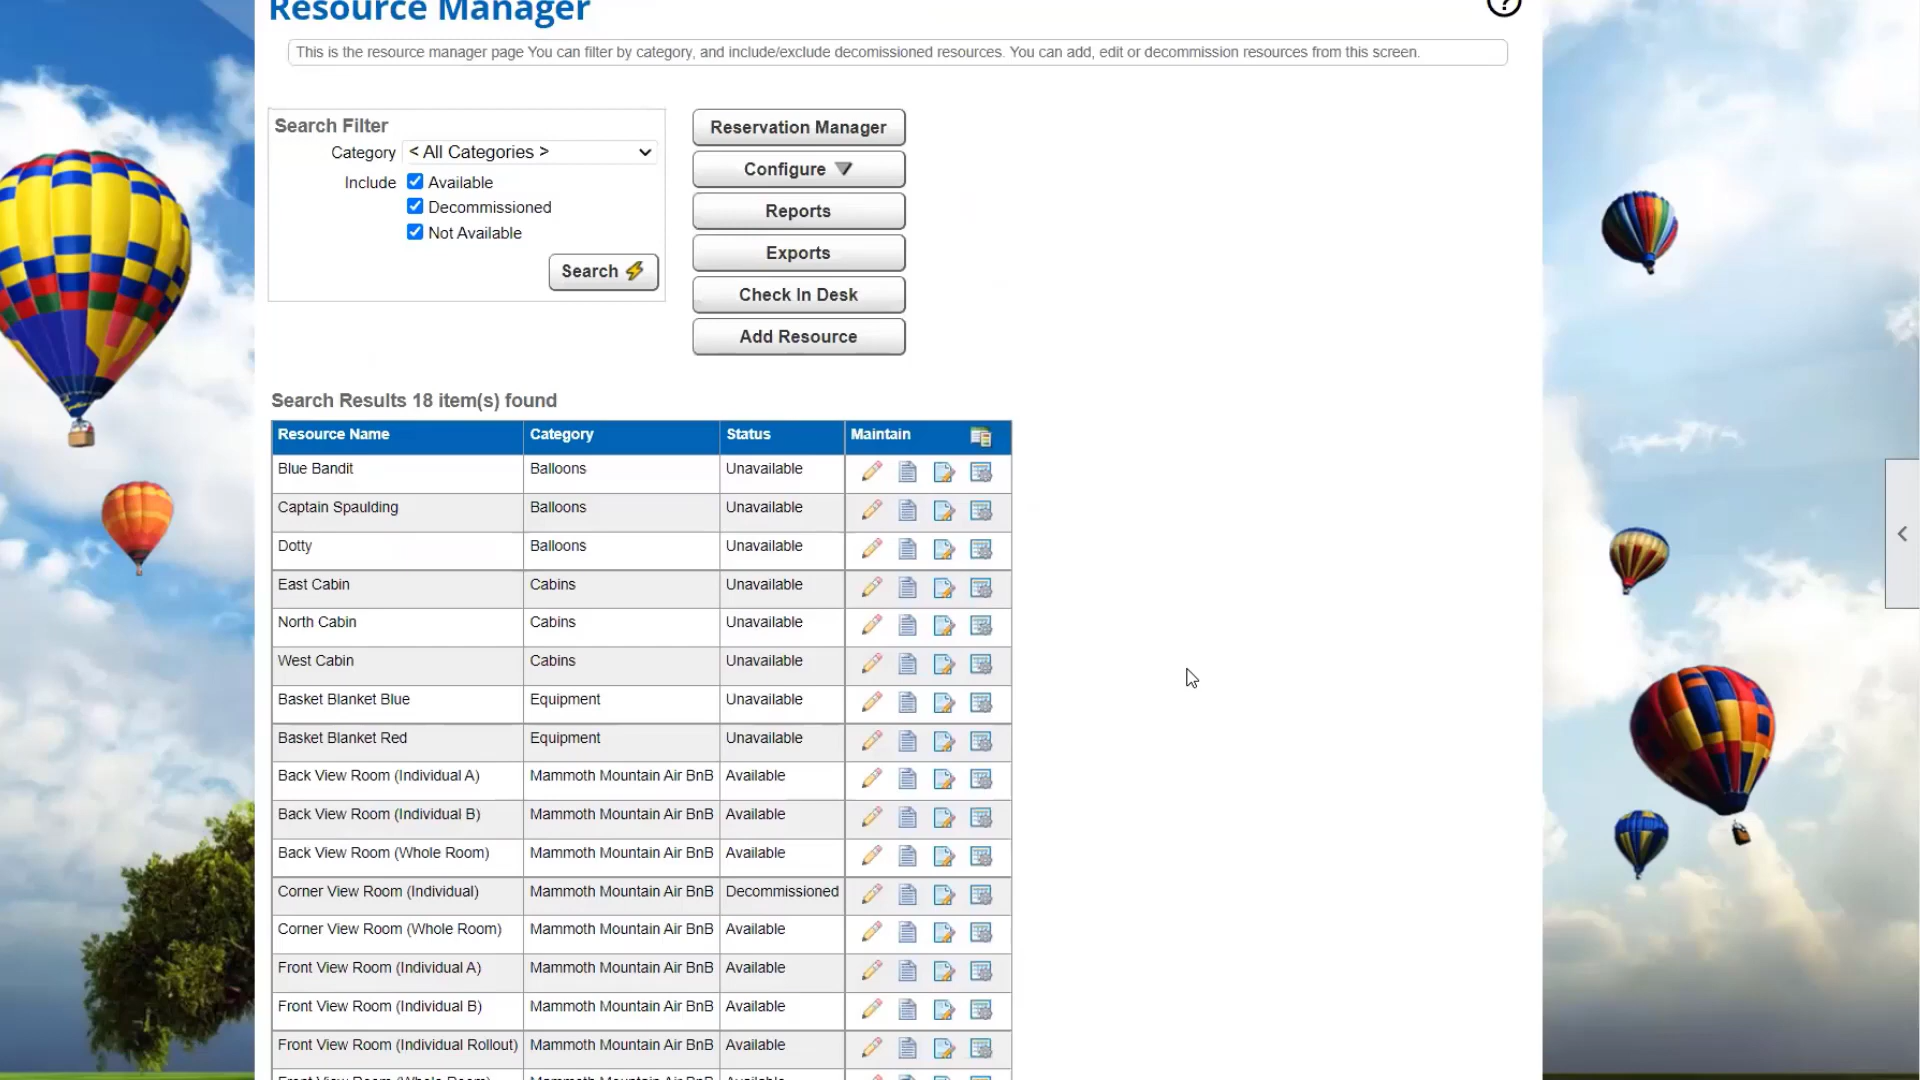 Resource Manager
?
This is the resource manager page You can filter by category, and include/exclude decomissioned resources. You can add, edit or decommission resources from this screen.
Search Filter
Category < All Categories >
Include Available
Decommissioned
Not Available
Search
Reservation Manager
Configure
Reports
Exports
Check In Desk
Add Resource
Search Results 18 item(s) found
Resource Name Category Status Maintain
Blue Bandit Balloons Unavailable
Captain Spaulding Balloons Unavailable
Dotty Balloons Unavailable
East Cabin Cabins Unavailable
North Cabin Cabins Unavailable
West Cabin Cabins Unavailable
Basket Blanket Blue Equipment Unavailable
Basket Blanket Red Equipment Unavailable
Back View Room (Individual A) Mammoth Mountain Air BnB Available
Back View Room (Individual B) Mammoth Mountain Air BnB Available
Back View Room (Whole Room) Mammoth Mountain Air BnB Available
Corner View Room (Individual) Mammoth Mountain Air BnB Decommissioned
Corner View Room (Whole Room) Mammoth Mountain Air BnB Available
Front View Room (Individual A) Mammoth Mountain Air BnB Available
Front View Room (Individual B) Mammoth Mountain Air BnB Available
Front View Room (Individual Rollout) Mammoth Mountain Air BnB Available